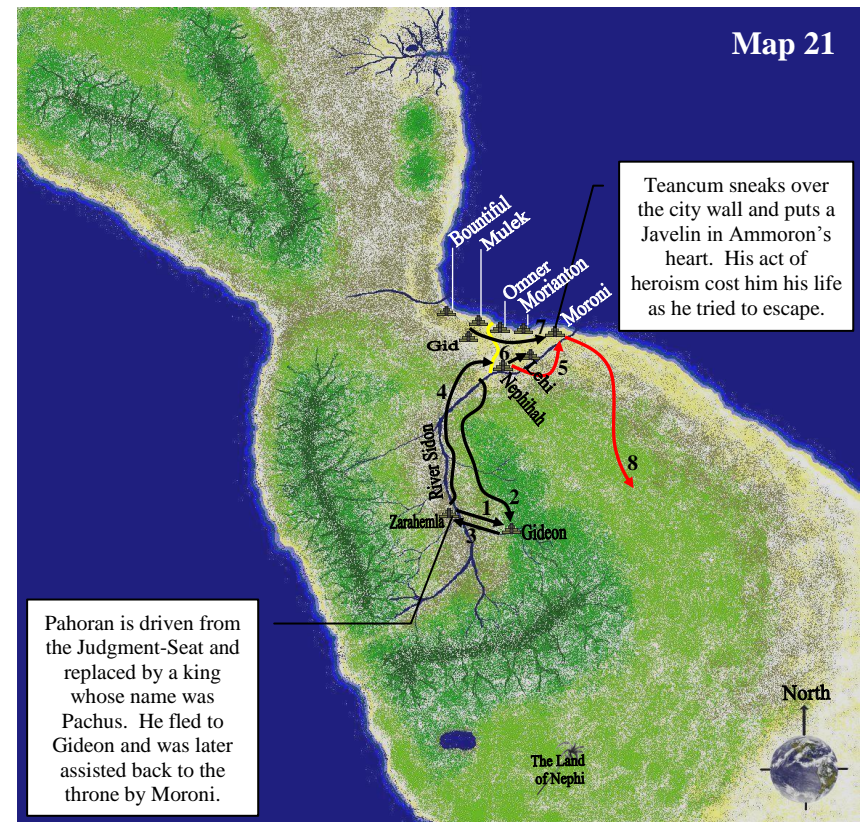 Map 21
Teancum sneaks over
the city wall and puts a
Javelin in Ammoron's
heart. His act of
heroism cost him his life
as he tried to escape.
Bountiful
Mulek
Omner
Morianton
Moroni
Gid
7
6
Lehi
5
Nephihah
4
River Sidon
8
2
1
Zarahemla
3
Gideon
Pahoran is driven from
the Judgment-Seat and
replaced by a king
whose name was
Pachus. He fled to
Gideon and was later
assisted back to the
throne by Moroni.
North
The Land
of Nephi